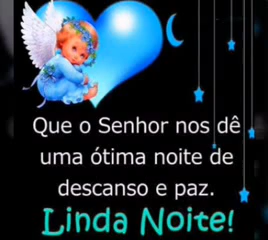 Que o Senhor nos dê
uma ótima noite de
descanso e paz.
Linda Noite!